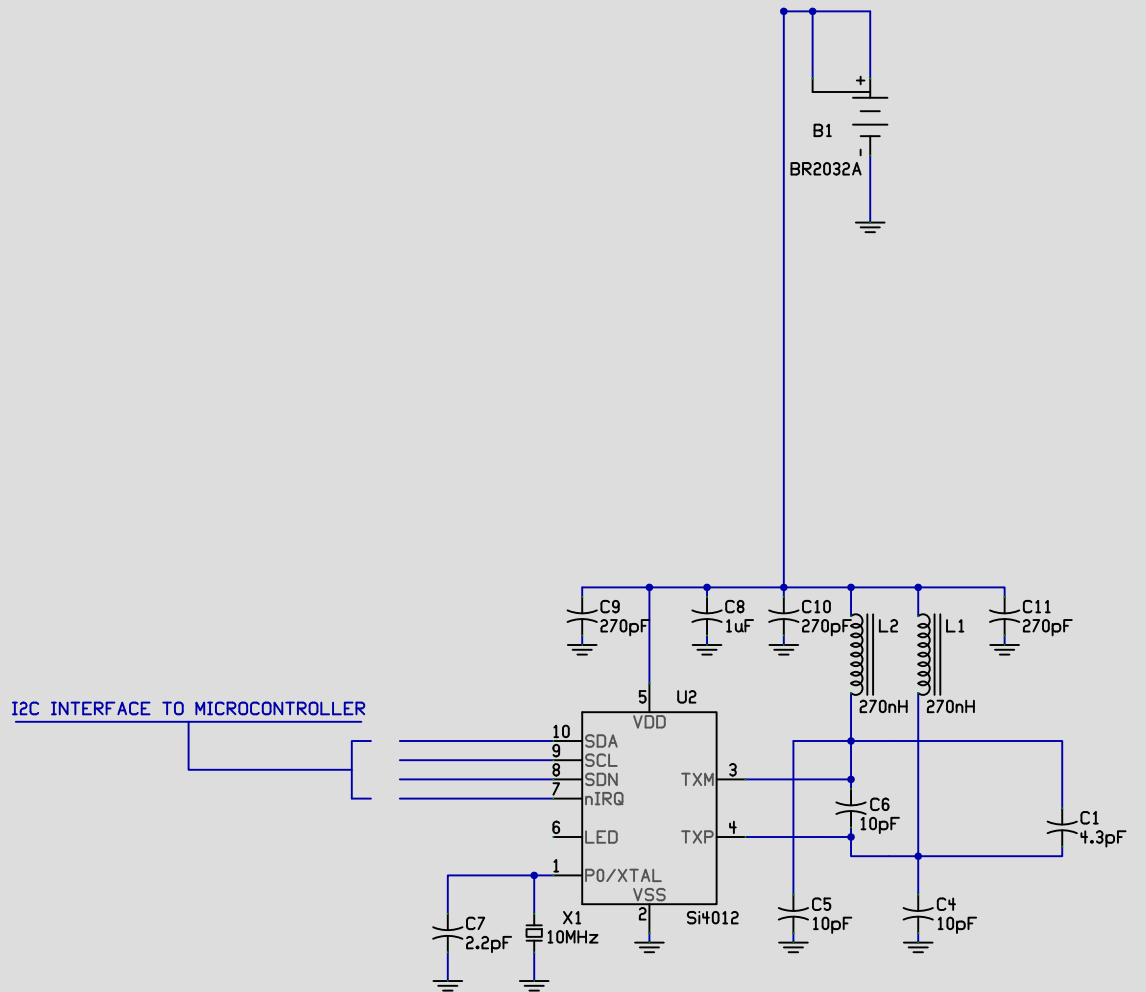 +
B1
-
BR2032A
C9
270pF
C8
1uF
C10
270pF
L2
270nH
L1
270nH
C11
270pF
I2C INTERFACE TO MICROCONTROLLER
5
U2
VDD
10
SDA
9
SCL
8
SDN
7
nIRQ
6
LED
1
P0/XTAL
VSS
2
TXM
3
TXP
4
Si4012
C6
10pF
C1
4.3pF
C7
2.2pF
X1
10MHz
C5
10pF
C4
10pF